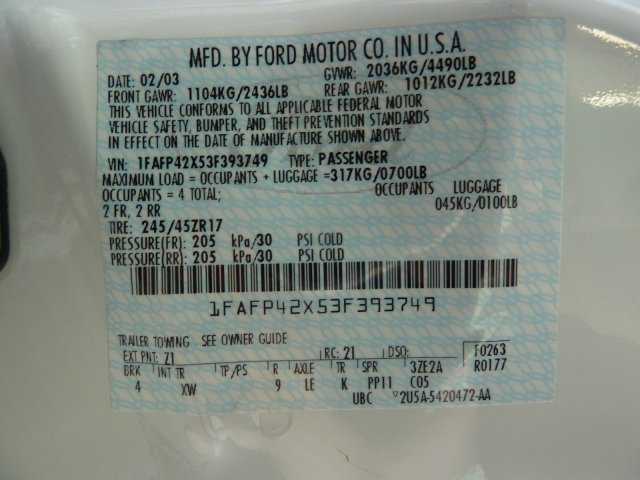 MFD. BY FORD MOTOR CO. IN U.S.A.
DATE: 02/03 GVWR: 2036KG/4490LB
FRONT GAWR: 1104KG/2436LB REAR GAWR: 1012KG/2232LB
THIS VEHICLE CONFORMS TO ALL APPLICABLE FEDERAL MOTOR
VEHICLE SAFETY, BUMPER, AND THEFT PREVENTION STANDARDS
IN EFFECT ON THE DATE OF MANUFACTURE SHOWN ABOVE.
VIN: 1FAFP42X53F393749 TYPE: PASSENGER
MAXIMUM LOAD = OCCUPANTS + LUGGAGE =317KG/0700LB
OCCUPANTS = 4 TOTAL; OCCUPANTS LUGGAGE
2 FR, 2 RR 045KG/0100LB
TIRE: 245/45ZR17
PRESSURE(FR): 205 kPa/30 PSI COLD
PRESSURE(RR): 205 kPa/30 PSI COLD
1FAFP42X53F393749
TRAILER TOWING - SEE OWNER GUIDE
EXT PNT: Z1 RC: 21 DSO: F0263
BRK INT TR TP/PS R AXLE TR SPR 3ZE2A R0177
4 XW 9 LE K PP11 C05
UBC 2U5A-5420472-AA